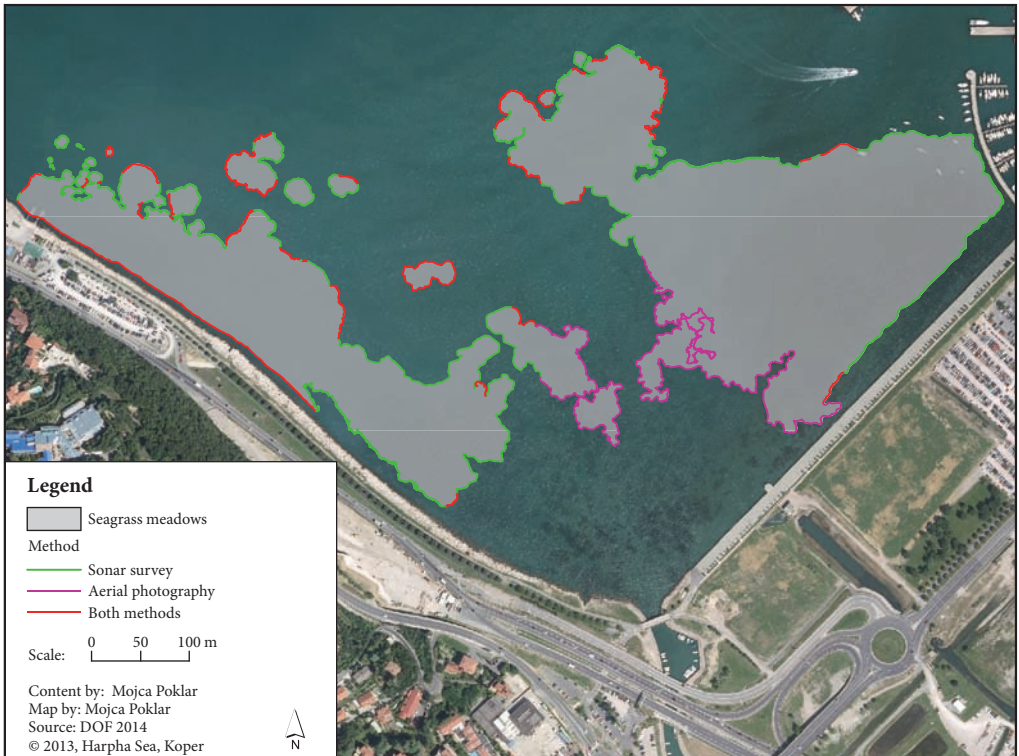 Legend
Seagrass meadows
Method
Sonar survey
Aerial photography
Both methods
0 50 100 m
Scale:
Content by: Mojca Poklar
Map by: Mojca Poklar
Source: DOF 2014
© 2013, Harpha Sea, Koper
N